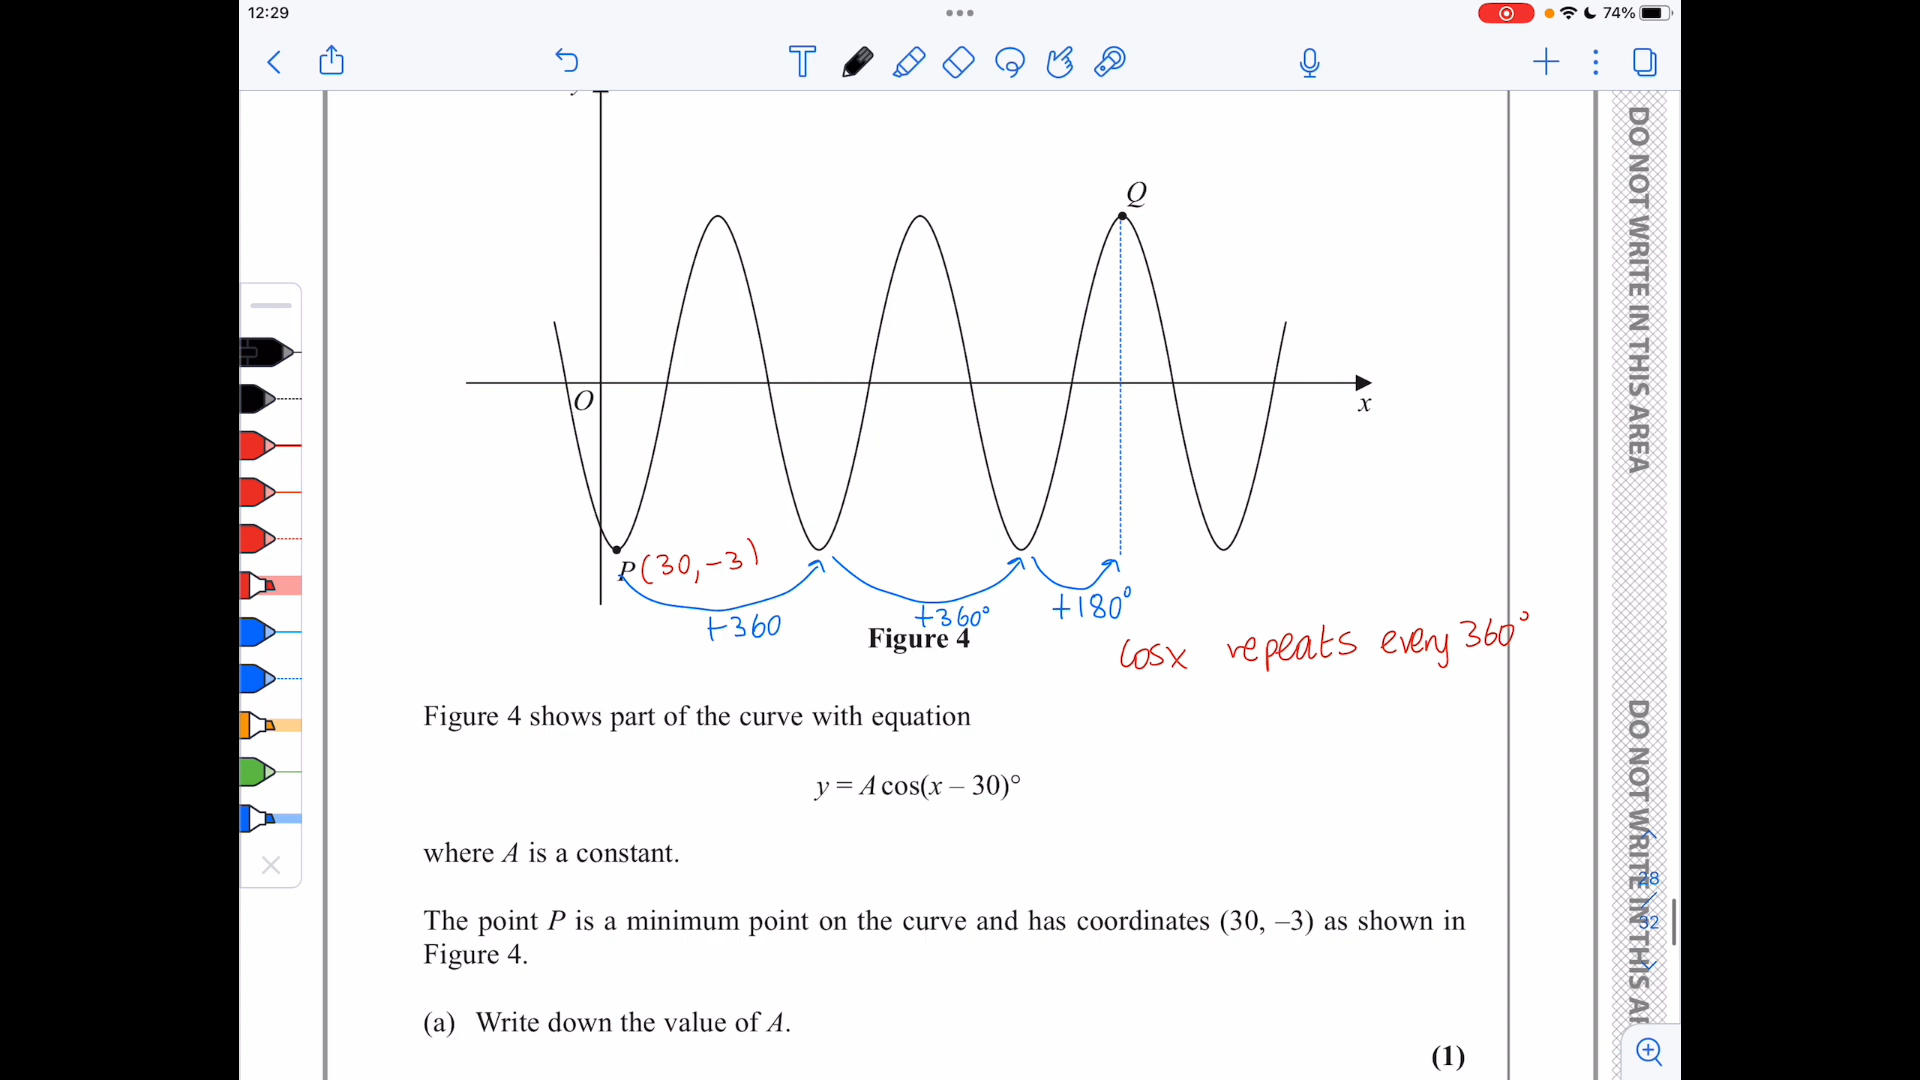 12:29
74%
y
Q
O
x
P (30, -3)
+360
+360°
+180°
Figure 4
cosx repeats every 360°
Figure 4 shows part of the curve with equation
y = A cos(x – 30)°
where A is a constant.
The point P is a minimum point on the curve and has coordinates (30, –3) as shown in
Figure 4.
(a) Write down the value of A.
(1)
DO NOT WRITE IN THIS AREA
DO NOT WRITE IN THIS AR
28
32